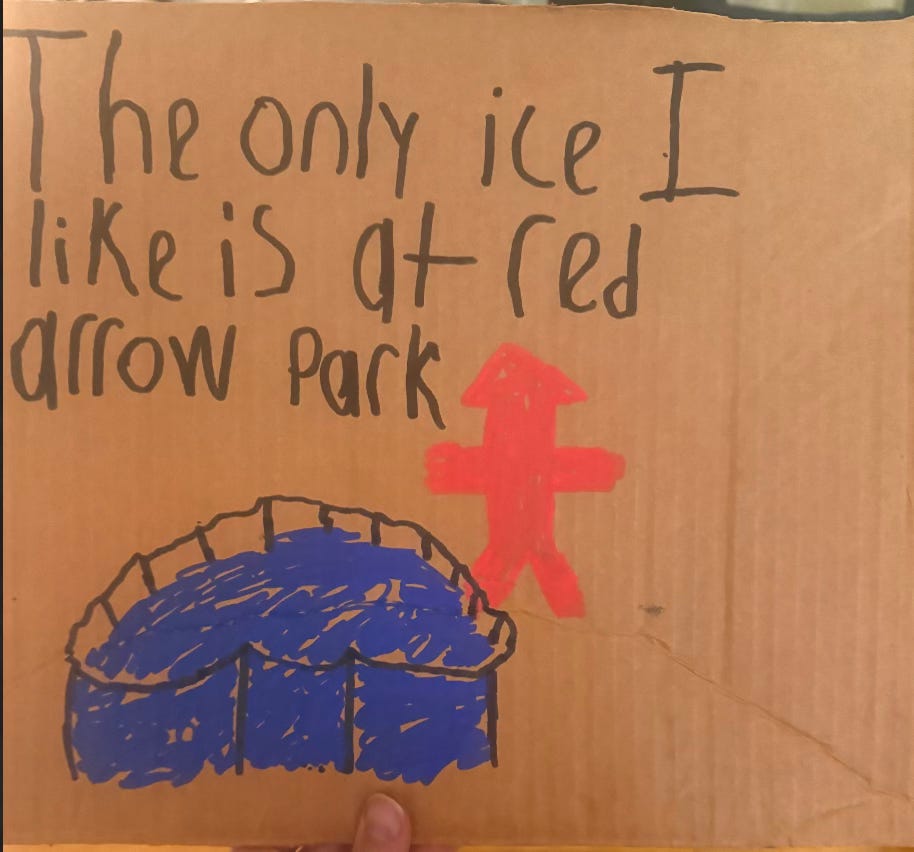 The only ice I
like is at red
arrow Park